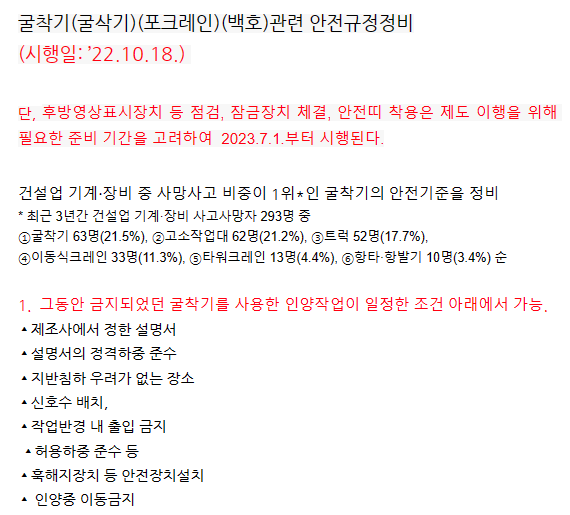 굴착기(굴삭기)(포크레인)(백호)관련 안전규정정비
(시행일: ’22.10.18.)
단, 후방영상표시장치 등 점검, 잠금장치 체결, 안전띠 착용은 제도 이행을 위해
필요한 준비 기간을 고려하여 2023.7.1.부터 시행된다.
건설업 기계·장비 중 사망사고 비중이 1위*인 굴착기의 안전기준을 정비
* 최근 3년간 건설업 기계·장비 사고사망자 293명 중
①굴착기 63명(21.5%), ②고소작업대 62명(21.2%), ③트럭 52명(17.7%),
④이동식크레인 33명(11.3%), ⑤타워크레인 13명(4.4%), ⑥항타·항발기 10명(3.4%) 순
1. 그동안 금지되었던 굴착기를 사용한 인양작업이 일정한 조건 아래에서 가능.
▲제조사에서 정한 설명서
▲설명서의 정격하중 준수
▲지반침하 우려가 없는 장소
▲신호수 배치,
▲작업반경 내 출입 금지
▲허용하중 준수 등
▲훅해지장치 등 안전장치설치
▲ 인양중 이동금지